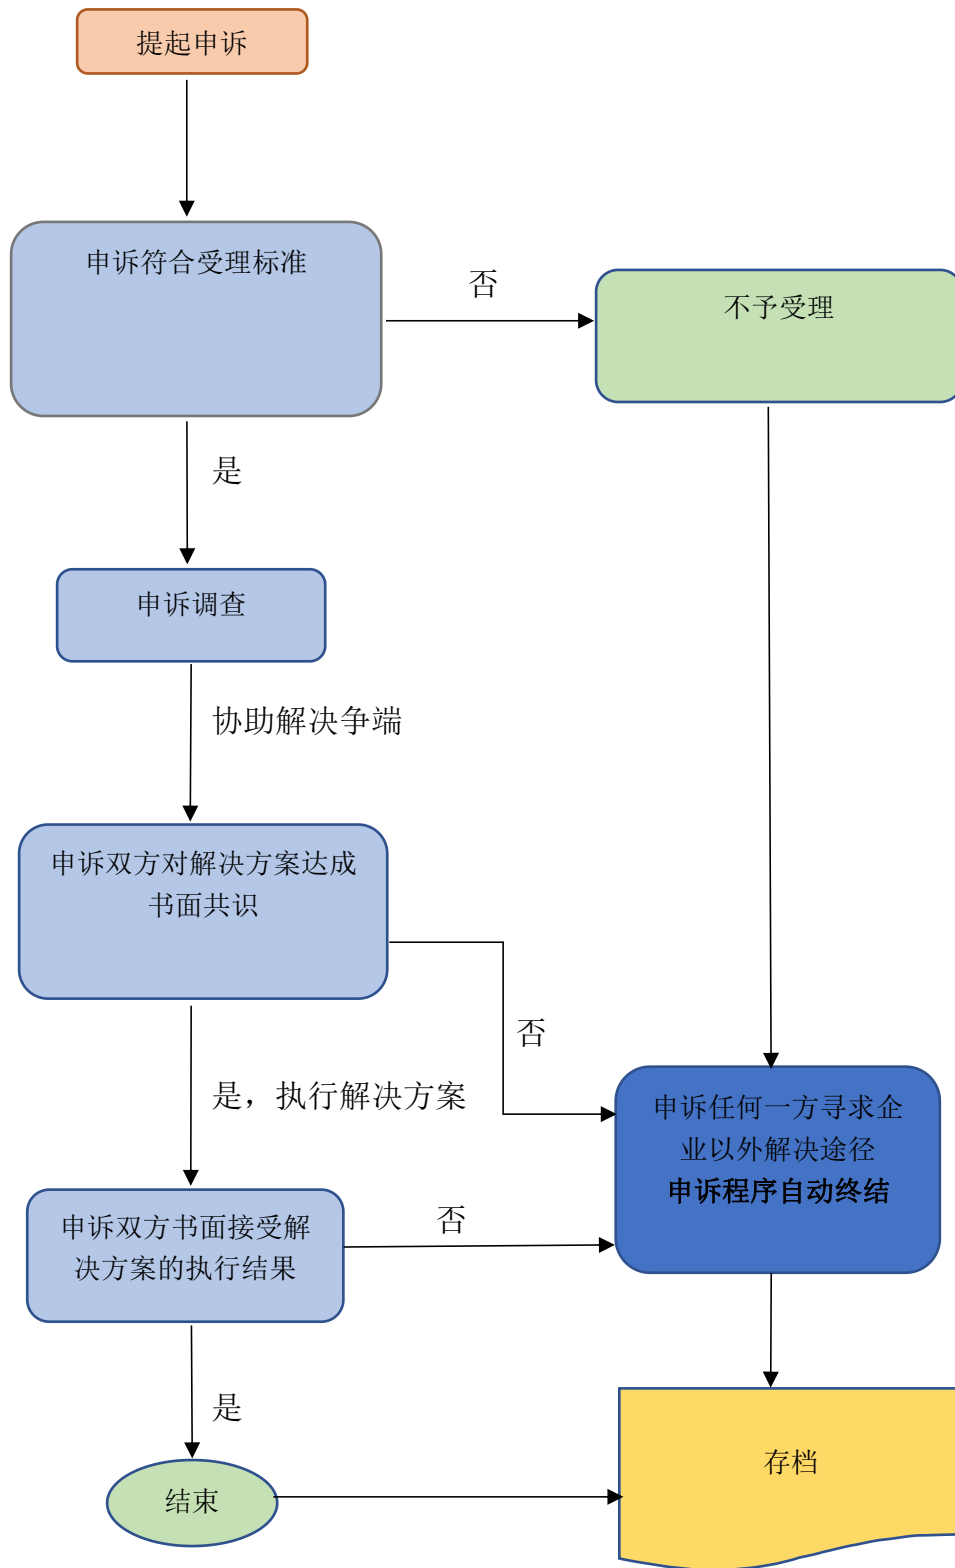 提起申诉
申诉符合受理标准
否
不予受理
是
申诉调查
协助解决争端
申诉双方对解决方案达成
书面共识
否
是，执行解决方案
申诉任何一方寻求企
业以外解决途径
申诉程序自动终结
申诉双方书面接受解
决方案的执行结果
否
是
存档
结束